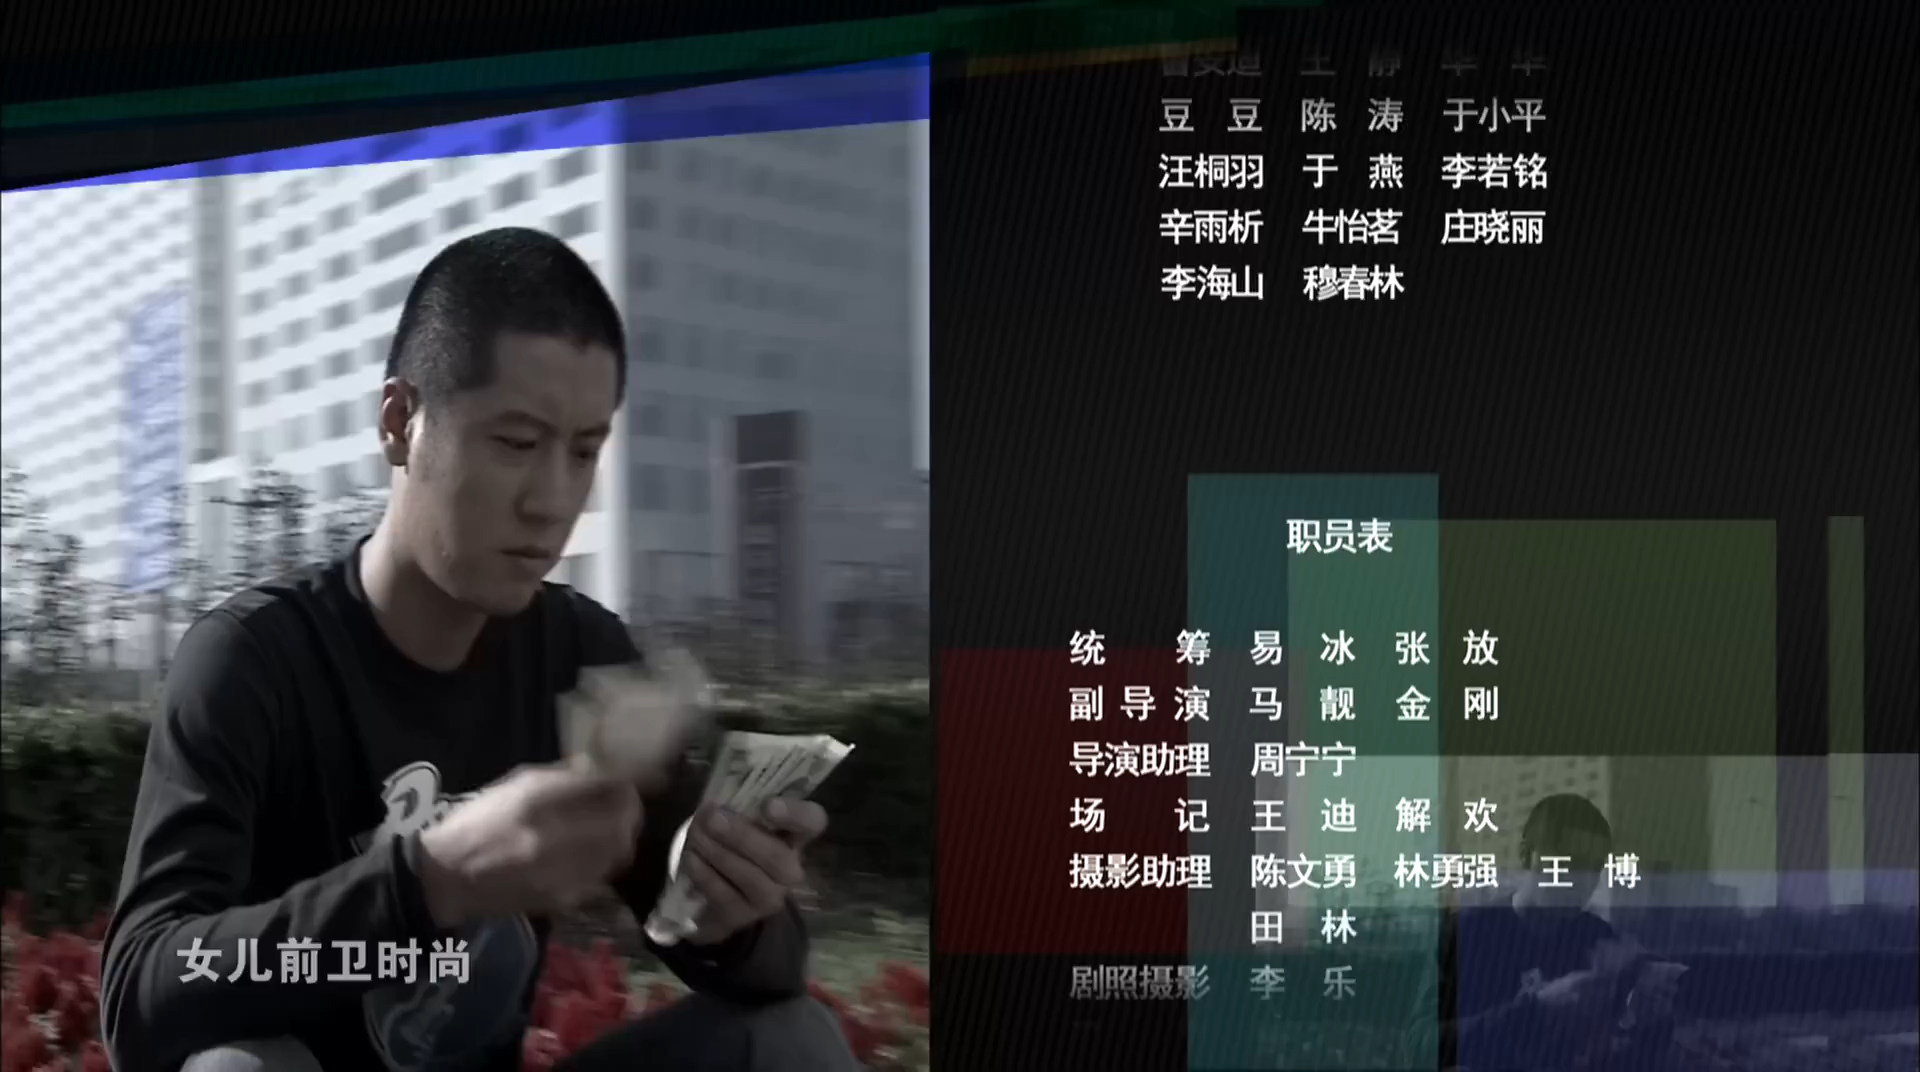 豆　豆　陈　涛　于小平
汪桐羽　于　燕　李若铭
辛雨析　牛怡茗　庄晓丽
李海山　穆春林
职员表
统　　筹　易　冰　张　放
副 导 演　马　靓　金　刚
导演助理　周宁宁
场　　记　王　迪　解　欢
摄影助理　陈文勇　林勇强　王　博
田　林
剧照摄影　李　乐
女儿前卫时尚